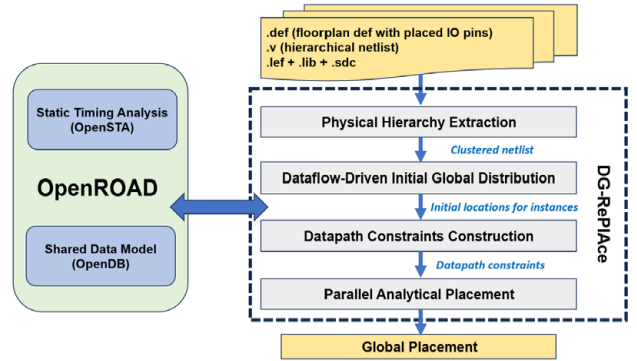 .def (floorplan def with placed IO pins)
.v (hierarchical netlist)
.lef + .lib + .sdc
Static Timing Analysis
(OpenSTA)
OpenROAD
Shared Data Model
(OpenDB)
Physical Hierarchy Extraction
Clustered netlist
Dataflow-Driven Initial Global Distribution
Initial locations for instances
Datapath Constraints Construction
Datapath constraints
Parallel Analytical Placement
DG-RePlAce
Global Placement